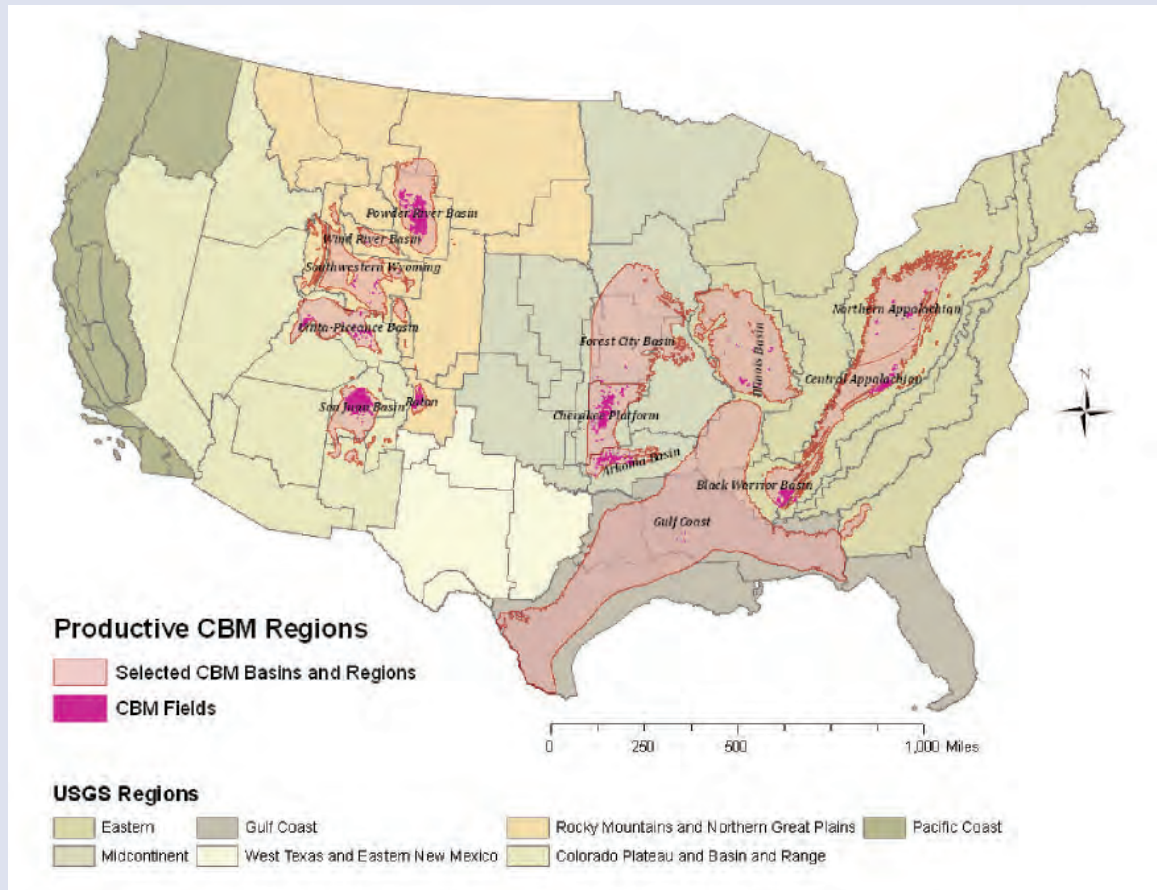 Powder River Basin
Wind River Basin
Southwestern Wyoming
Uinta-Piceance Basin
San Juan Basin
Raton
Forest City Basin
Illinois Basin
Cherokee Platform
Arkoma Basin
Northern Appalachian
Central Appalachian
Black Warrior Basin
Gulf Coast
N
Productive CBM Regions
Selected CBM Basins and Regions
CBM Fields
0 250 500 1,000 Miles
USGS Regions
Eastern Gulf Coast Rocky Mountains and Northern Great Plains Pacific Coast
Midcontinent West Texas and Eastern New Mexico Colorado Plateau and Basin and Range